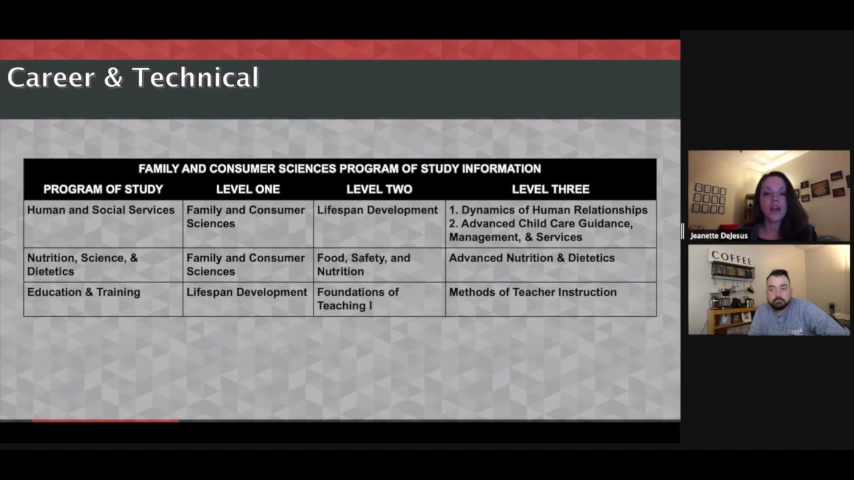 Career & Technical
FAMILY AND CONSUMER SCIENCES PROGRAM OF STUDY INFORMATION
PROGRAM OF STUDY LEVEL ONE LEVEL TWO LEVEL THREE
Human and Social Services
Family and Consumer
Sciences
Lifespan Development
1. Dynamics of Human Relationships
2. Advanced Child Care Guidance,
Management, & Services
Nutrition, Science, &
Dietetics
Family and Consumer
Sciences
Food, Safety, and
Nutrition
Advanced Nutrition & Dietetics
Education & Training
Lifespan Development
Foundations of
Teaching I
Methods of Teacher Instruction
Jeanette DeJesus
COFFEE